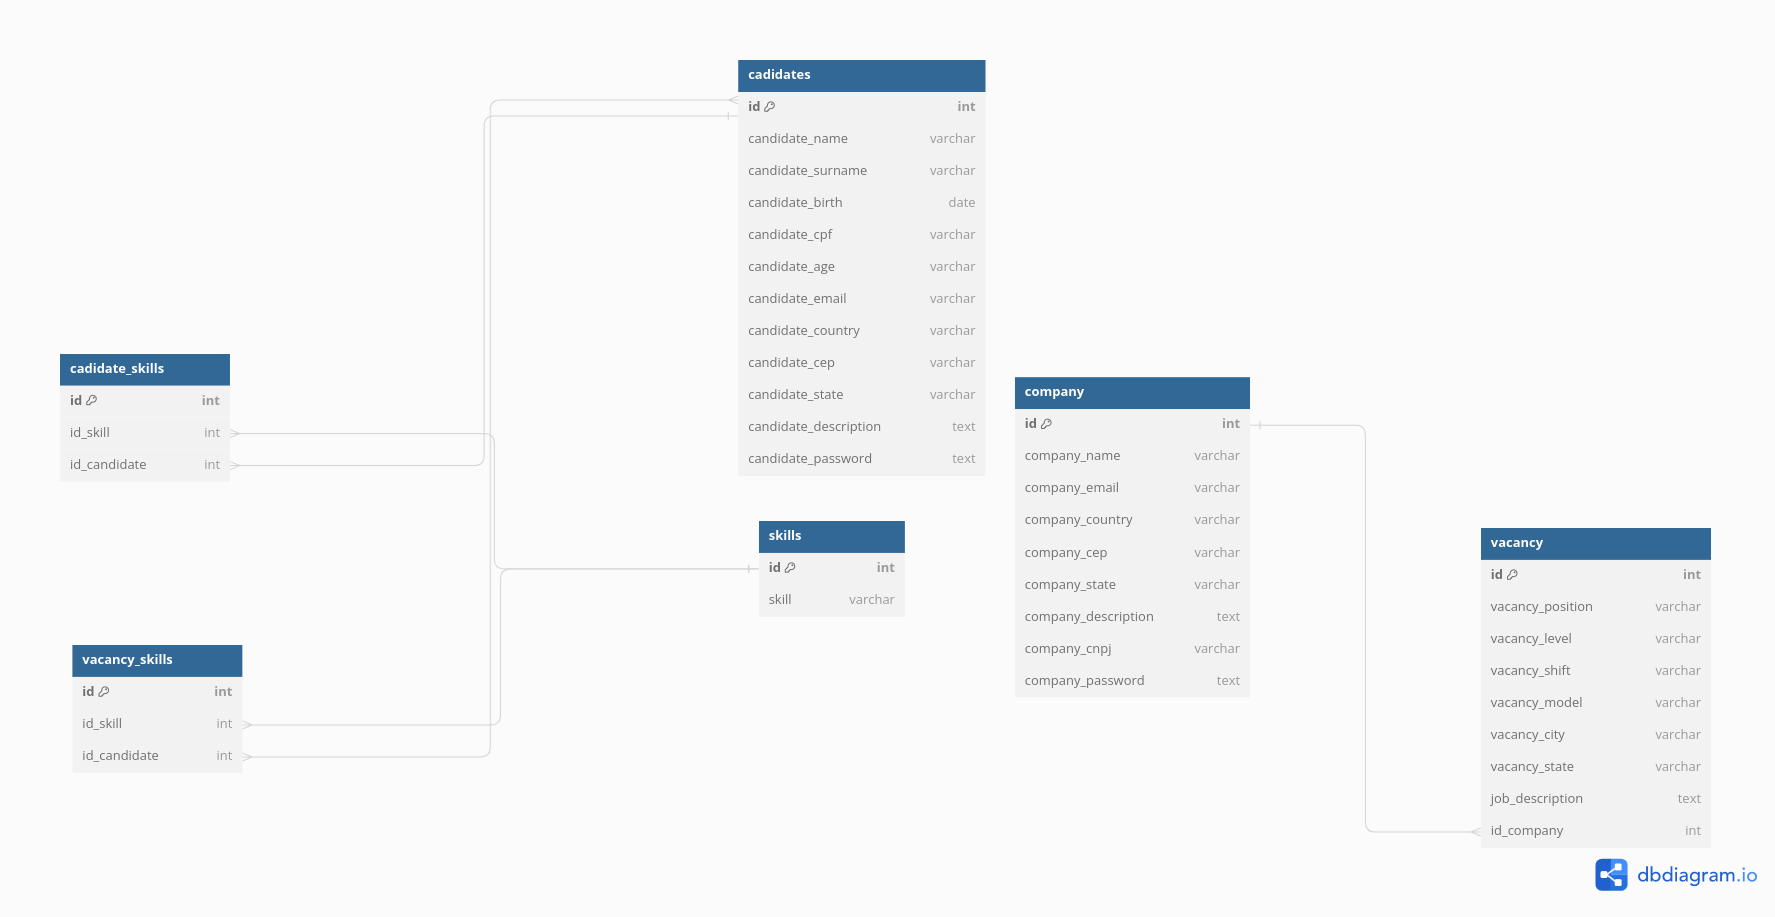 cadidates
id int
candidate_name varchar
candidate_surname varchar
candidate_birth date
candidate_cpf varchar
candidate_age varchar
candidate_email varchar
candidate_country varchar
candidate_cep varchar
candidate_state varchar
candidate_description text
candidate_password text
cadidate_skills
id int
id_skill int
id_candidate int
company
id int
company_name varchar
company_email varchar
company_country varchar
company_cep varchar
company_state varchar
company_description text
company_cnpj varchar
company_password text
skills
id int
skill varchar
vacancy
id int
vacancy_position varchar
vacancy_level varchar
vacancy_shift varchar
vacancy_model varchar
vacancy_city varchar
vacancy_state varchar
job_description text
id_company int
vacancy_skills
id int
id_skill int
id_candidate int
dbdiagram.io